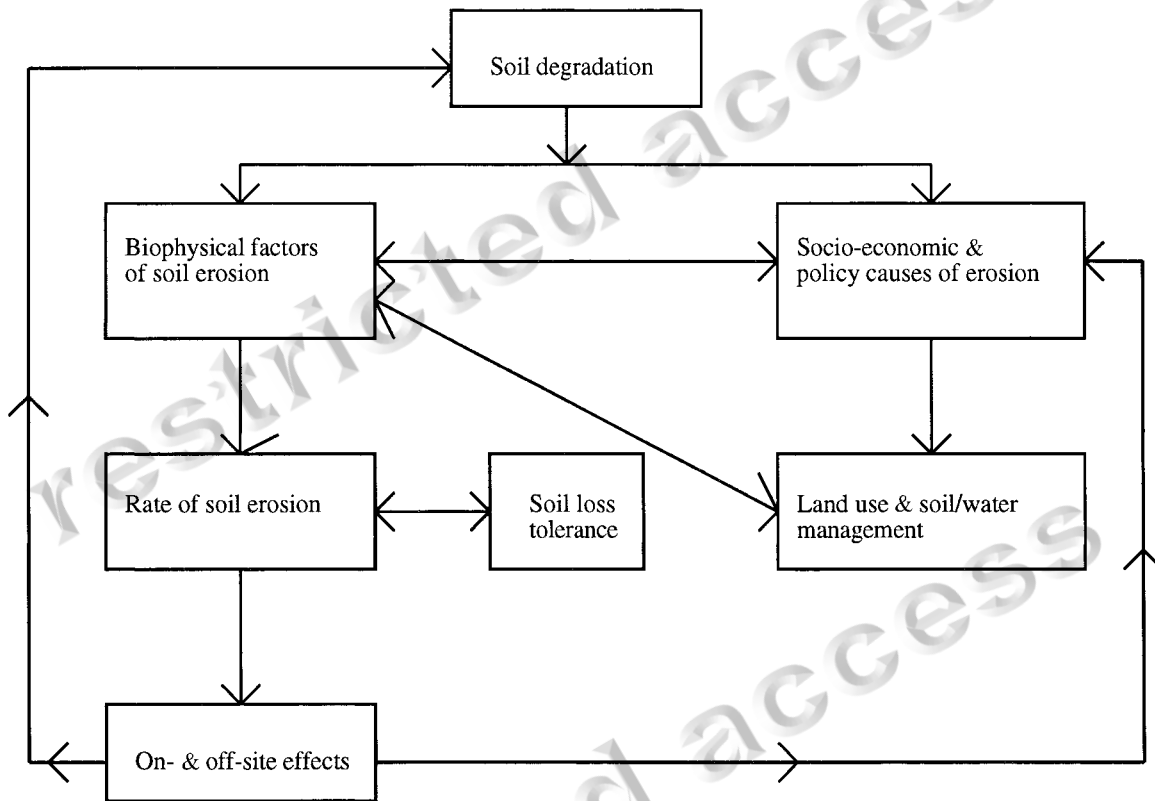 Soil degradation
Biophysical factors
of soil erosion
Socio-economic &
policy causes of erosion
Rate of soil erosion
Soil loss
tolerance
Land use & soil/water
management
On- & off-site effects
restricted access
restricted access